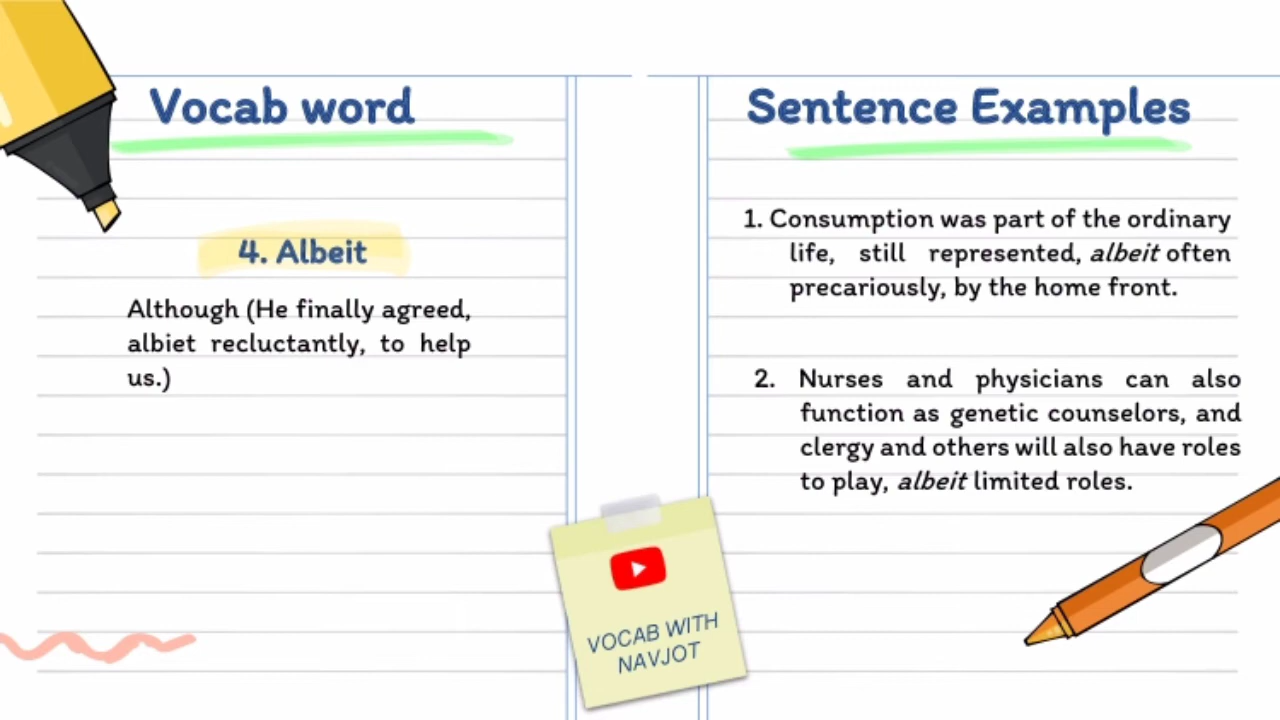 Vocab word
4. Albeit
Although (He finally agreed,
albiet recluctantly, to help
us.)
Sentence Examples
1. Consumption was part of the ordinary
life, still represented, albeit often
precariously, by the home front.
2. Nurses and physicians can also
function as genetic counselors, and
clergy and others will also have roles
to play, albeit limited roles.
VOCAB WITH
NAVJOT